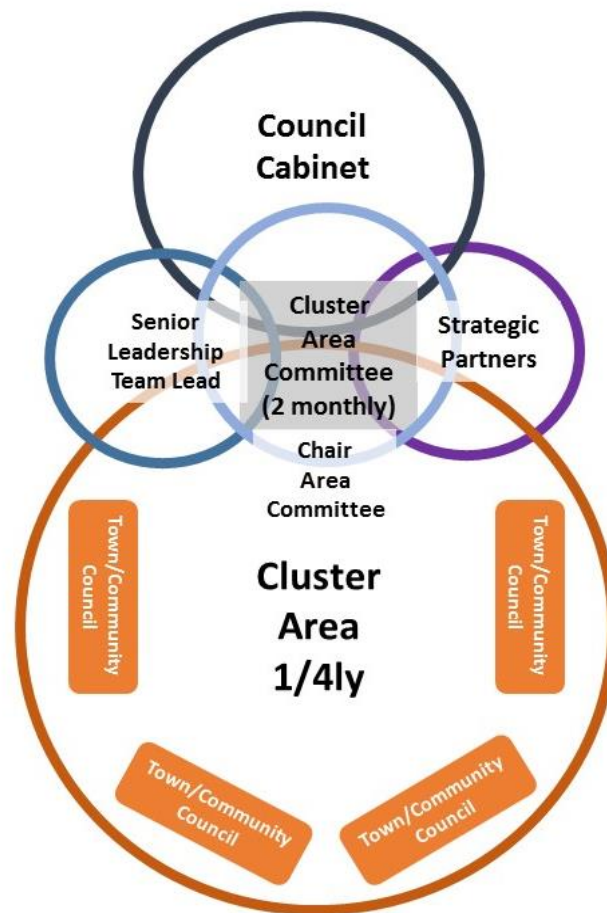 Council
Cabinet
Senior
Leadership
Team Lead
Cluster
Area
Committee
(2 monthly)
Strategic
Partners
Chair
Area
Committee
Town/Community
Council
Town/Community
Council
Cluster
Area
1/4ly
Town/Community
Council
Town/Community
Council